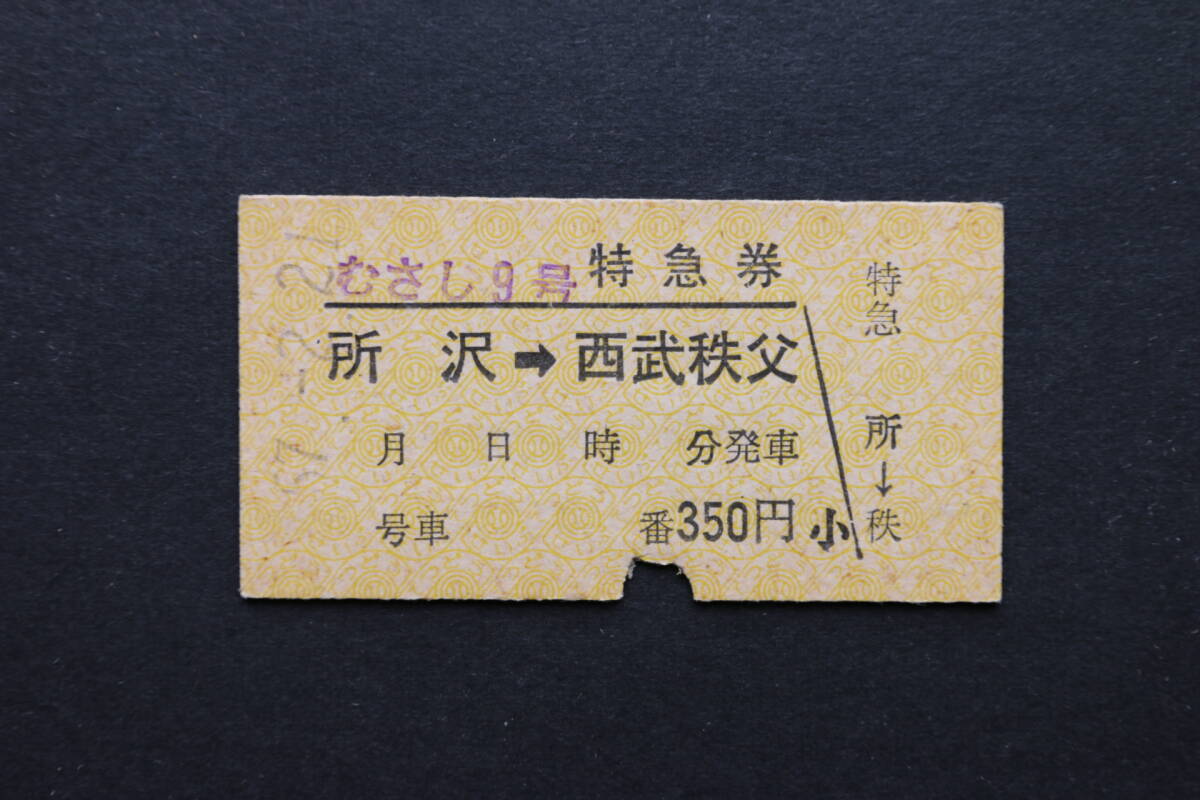 むさし9号 特急券
所沢➡西武秩父
月 日 時 分発車
号車 番 350円 小
特急 所↓秩